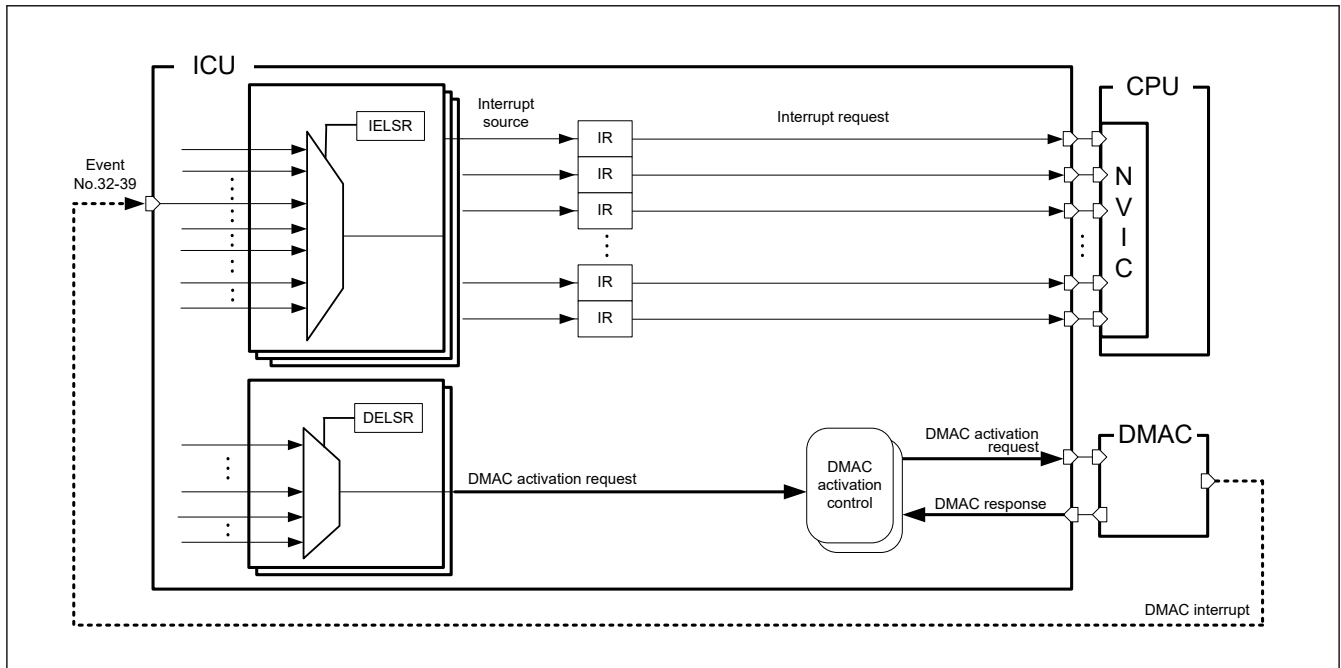 ICU
CPU
IELSR
Interrupt
source
Interrupt request
IR
IR
IR
IR
IR
N
V
I
C
Event
No.32-39
DELSR
DMAC activation request
DMAC
activation
control
DMAC activation
request
DMAC response
DMAC
DMAC interrupt